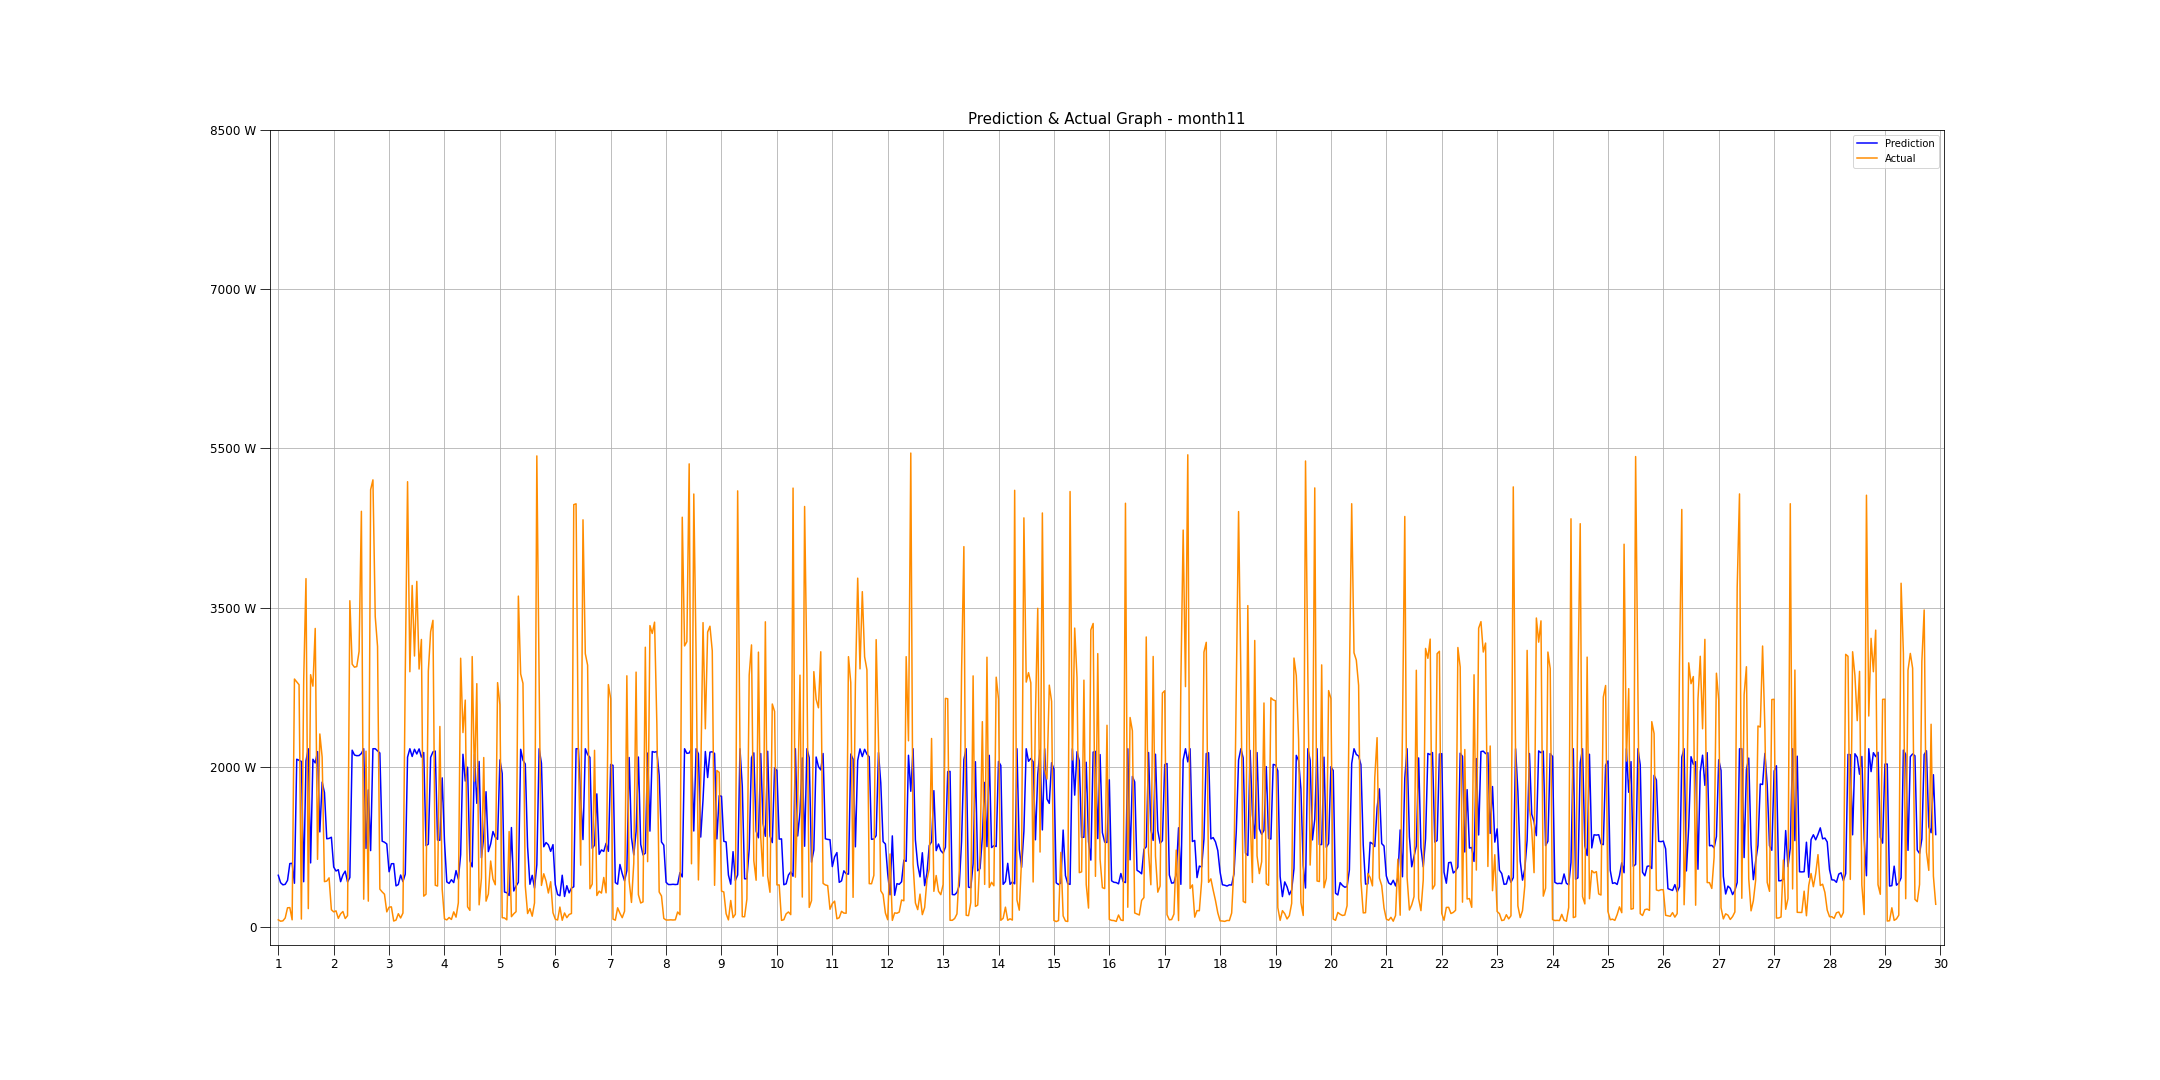 Prediction & Actual Graph - month11
8500 W
7000 W
5500 W
3500 W
2000 W
0
Prediction
Actual
1 2 3 4 5 6 7 8 9 10 11 12 13 14 15 16 17 18 19 20 21 22 23 24 25 26 27 27 28 29 30